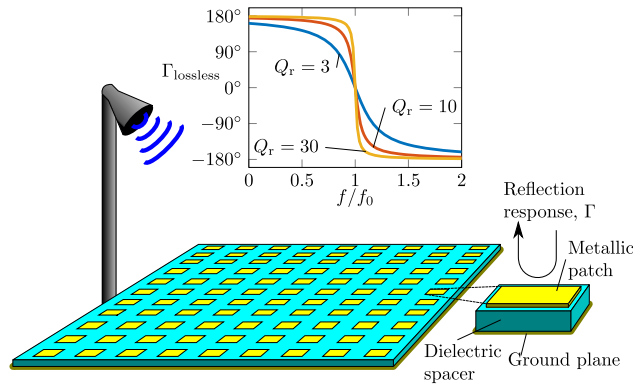 180°
90°
Γlossless
0°
−90°
−180°
Qr = 3
Qr = 10
Qr = 30
0
0.5
1
1.5
2
f/f0
Reflection
response, Γ
Metallic
patch
Dielectric
spacer
Ground plane